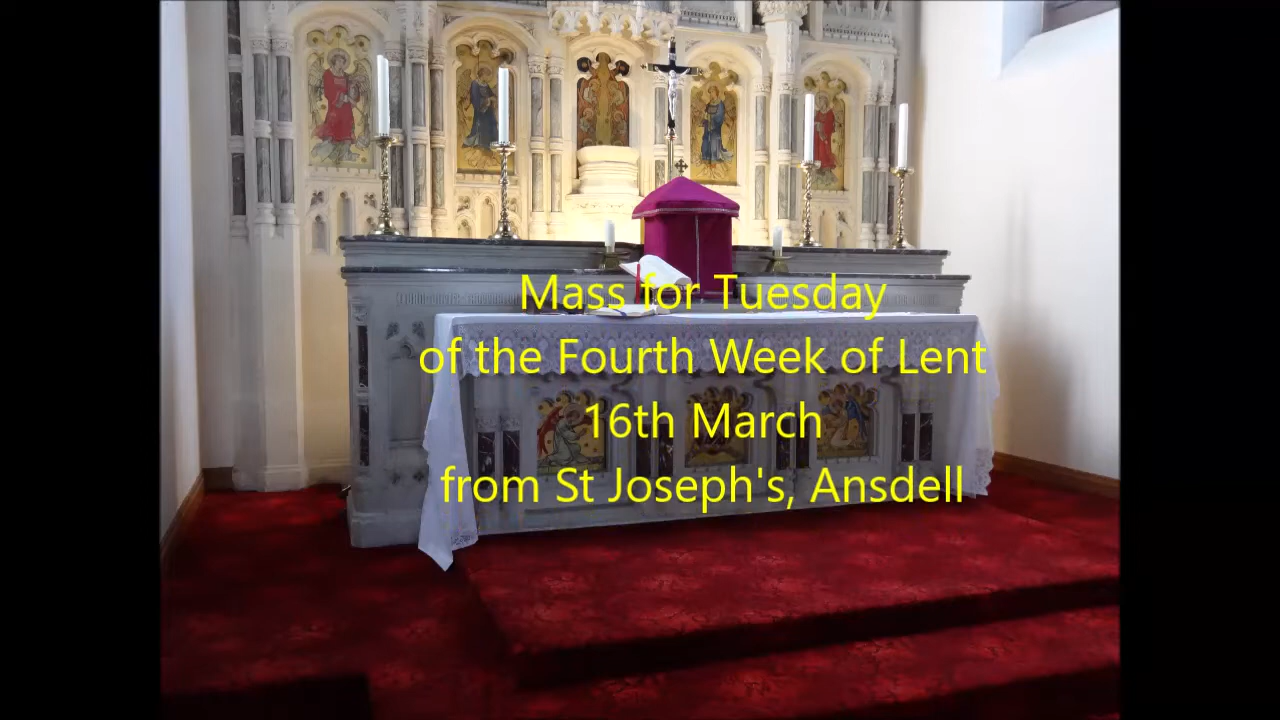 Mass for Tuesday
of the Fourth Week of Lent
16th March
from St Joseph's, Ansdell